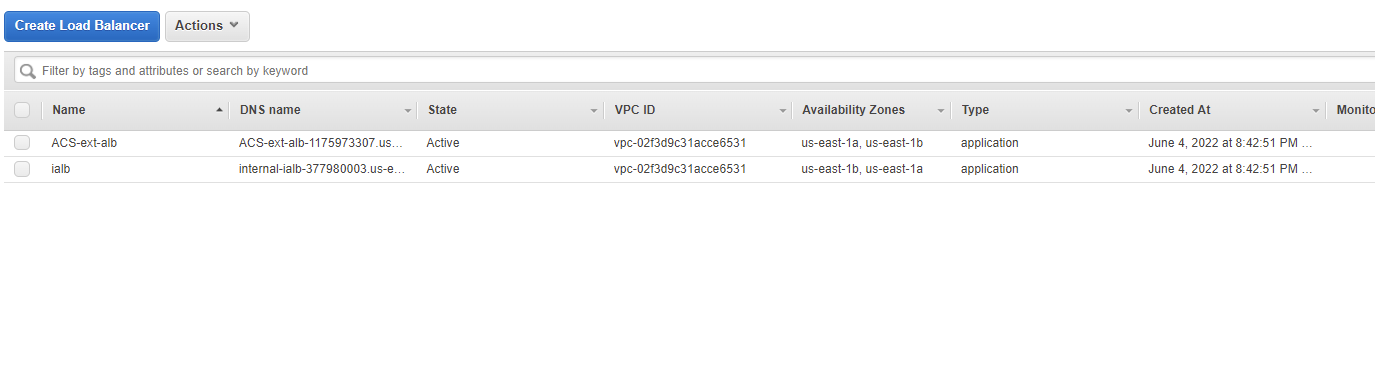 Create Load Balancer Actions
Filter by tags and attributes or search by keyword
Name DNS name State VPC ID Availability Zones Type Created At Monito
ACS-ext-alb ACS-ext-alb-1175973307.us... Active vpc-02f3d9c31acce6531 us-east-1a, us-east-1b application June 4, 2022 at 8:42:51 PM ...
ialb internal-ialb-377980003.us-e... Active vpc-02f3d9c31acce6531 us-east-1b, us-east-1a application June 4, 2022 at 8:42:51 PM ...